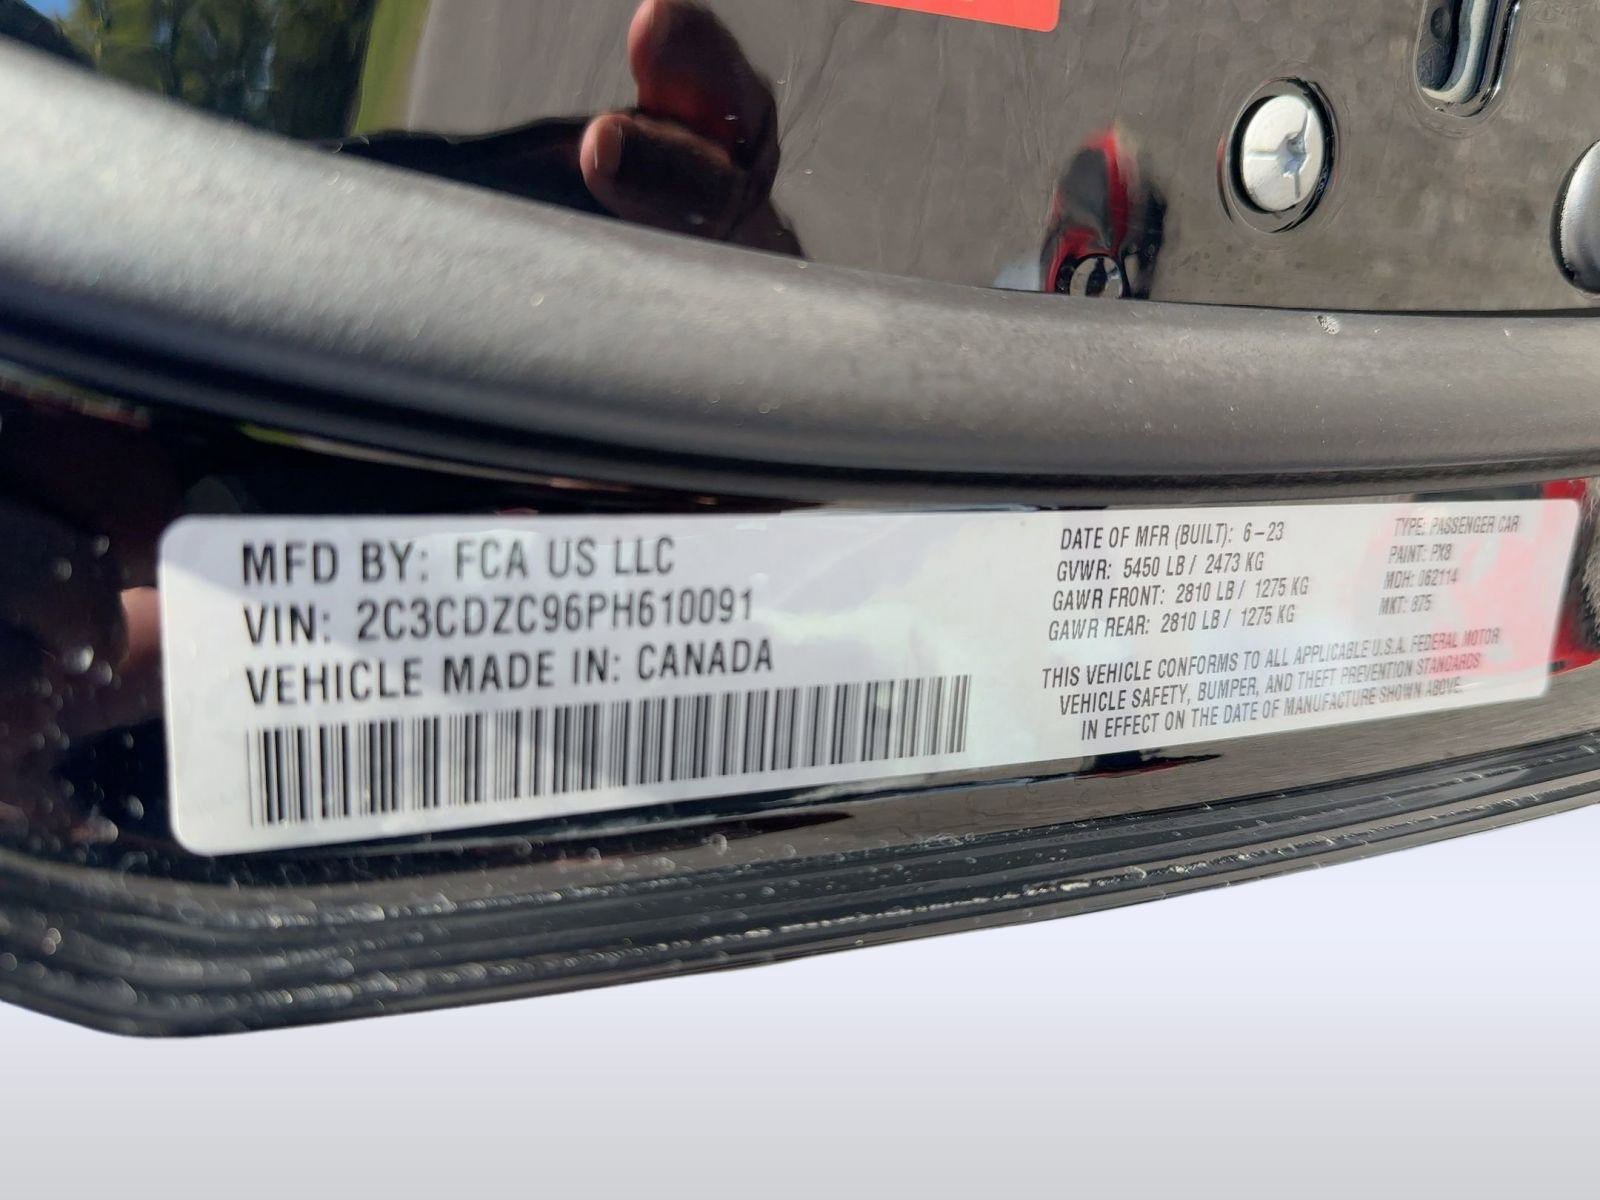 MFD BY: FCA US LLC
VIN: 2C3CDZC96PH610091
VEHICLE MADE IN: CANADA
DATE OF MFR (BUILT): 6-23
GVWR: 5450 LB / 2473 KG
GAWR FRONT: 2810 LB / 1275 KG
GAWR REAR: 2810 LB / 1275 KG
TYPE: PASSENGER CAR
PAINT: PX8
MDH: 062114
MKT: 875
THIS VEHICLE CONFORMS TO ALL APPLICABLE U.S.A. FEDERAL MOTOR
VEHICLE SAFETY, BUMPER, AND THEFT PREVENTION STANDARDS
IN EFFECT ON THE DATE OF MANUFACTURE SHOWN ABOVE.